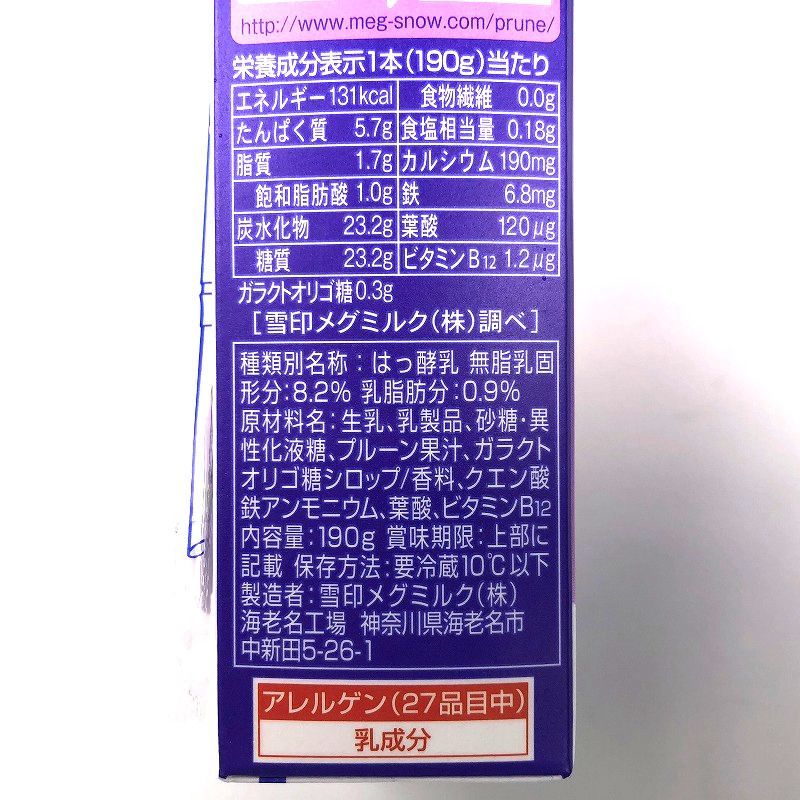 http://www.meg-snow.com/prune/
栄養成分表示1本(190g)当たり
エネルギー 131kcal 食物繊維 0.0g
たんぱく質 5.7g 食塩相当量 0.18g
脂質 1.7g カルシウム 190mg
飽和脂肪酸 1.0g 鉄 6.8mg
炭水化物 23.2g 葉酸 120μg
糖質 23.2g ビタミンB12 1.2μg
ガラクトオリゴ糖 0.3g
[雪印メグミルク(株)調べ]
種類別名称:はっ酵乳 無脂乳固
形分:8.2% 乳脂肪分:0.9%
原材料名:生乳、乳製品、砂糖・異
性化液糖、プルーン果汁、ガラクト
オリゴ糖シロップ/香料、クエン酸
鉄アンモニウム、葉酸、ビタミンB12
内容量:190g 賞味期限:上部に
記載 保存方法:要冷蔵10℃以下
製造者:雪印メグミルク(株)
海老名工場 神奈川県海老名市
中新田5-26-1
アレルゲン(27品目中)
乳成分